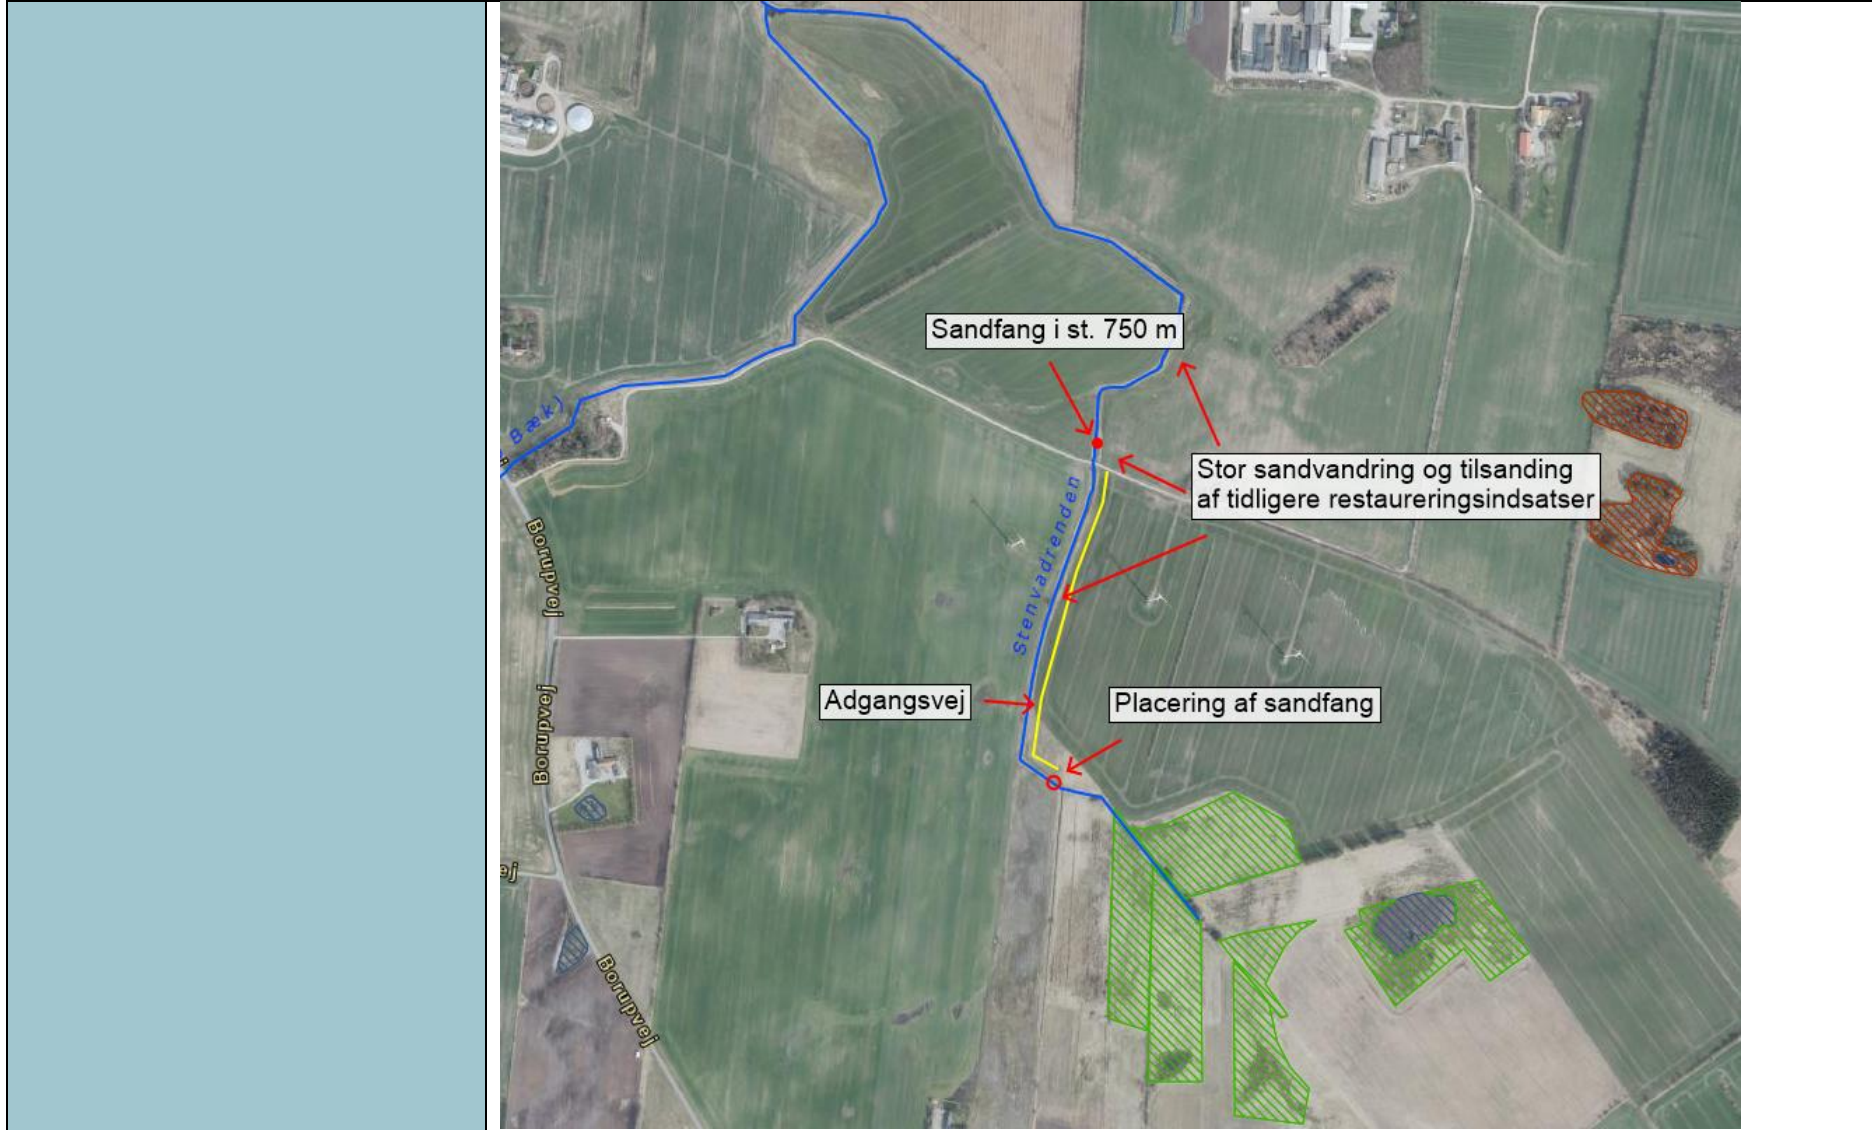 Sandfang i st. 750 m
Bæk)
Stor sandvandring og tilsanding
af tidligere restaureringsindsatser
Stenvadrenden
Borupvej
Adgangsvej
Placering af sandfang
Borupvej
ej
Borupvej